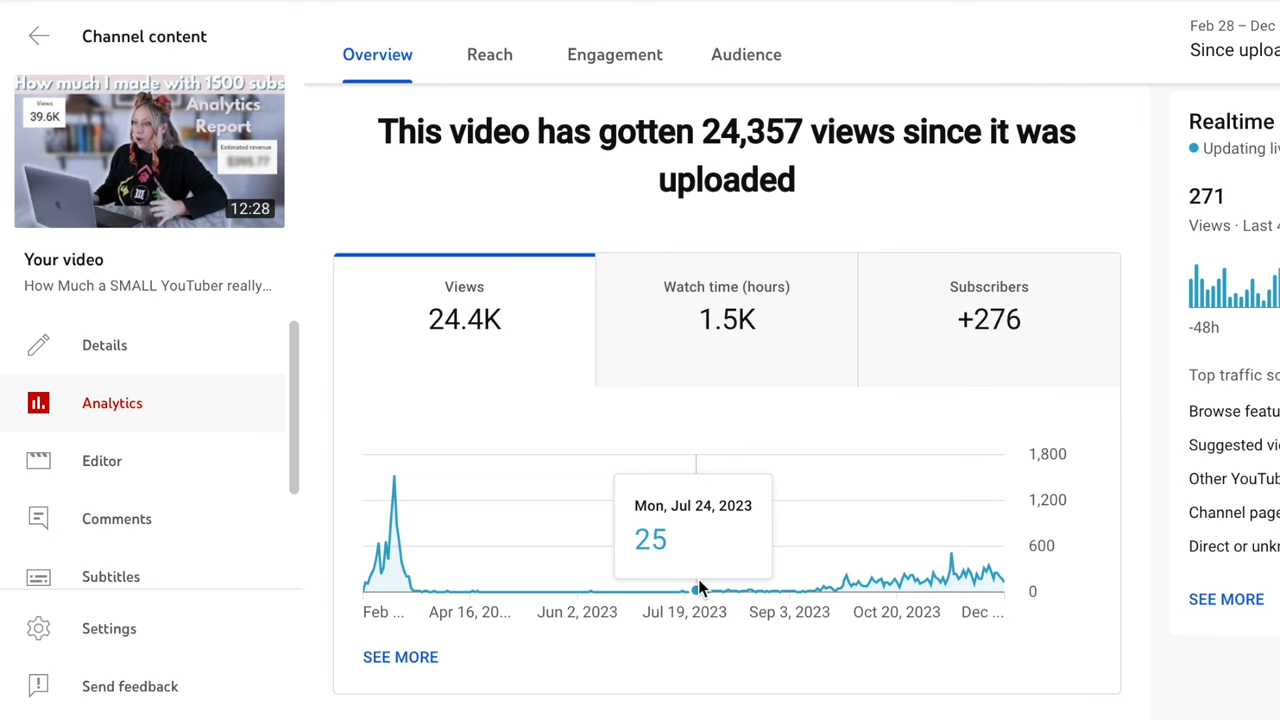 Channel content
How much I made with 1500 subs
Analytics
Report
Views
39.6K
Estimated revenue
12:28
Your video
How Much a SMALL YouTuber really...
Details
Analytics
Editor
Comments
Subtitles
Settings
Send feedback
Overview
Reach
Engagement
Audience
This video has gotten 24,357 views since it was
uploaded
Views
24.4K
Watch time (hours)
1.5K
Subscribers
+276
1,800
1,200
600
0
Mon, Jul 24, 2023
25
Feb ...
Apr 16, 20...
Jun 2, 2023
Jul 19, 2023
Sep 3, 2023
Oct 20, 2023
Dec ...
SEE MORE
Feb 28 – Dec
Since uploa
Realtime
Updating li
271
Views · Last 4
-48h
Top traffic so
Browse featu
Suggested vi
Other YouTub
Channel page
Direct or unk
SEE MORE